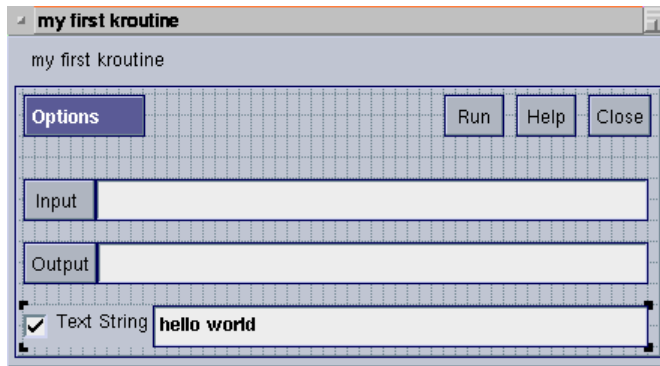 my first kroutine
my first kroutine
Options Run Help Close
Input
Output
Text String hello world